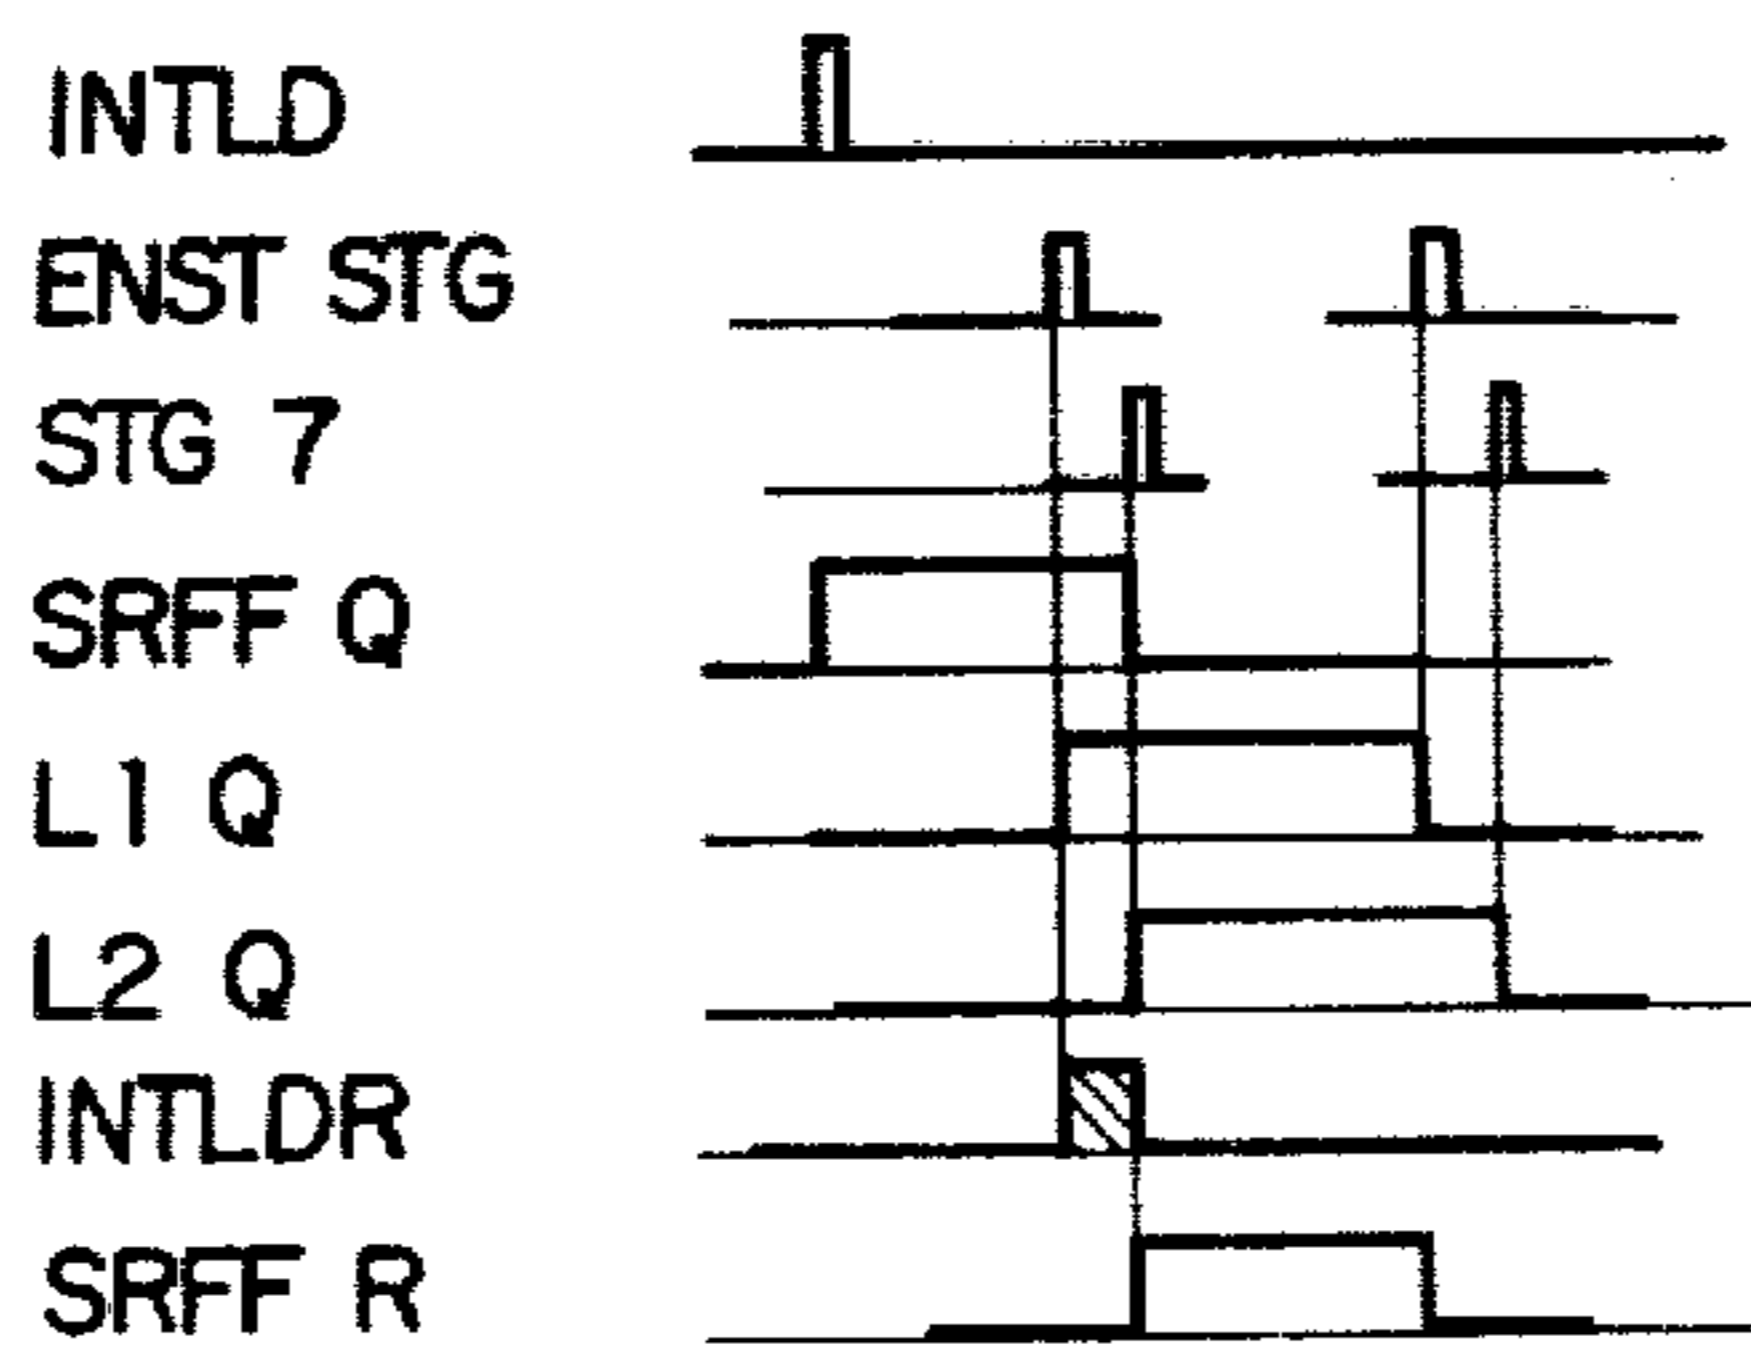 INTLD
ENST STG
STG 7
SRFF Q
L1 Q
L2 Q
INTLDR
SRFF R